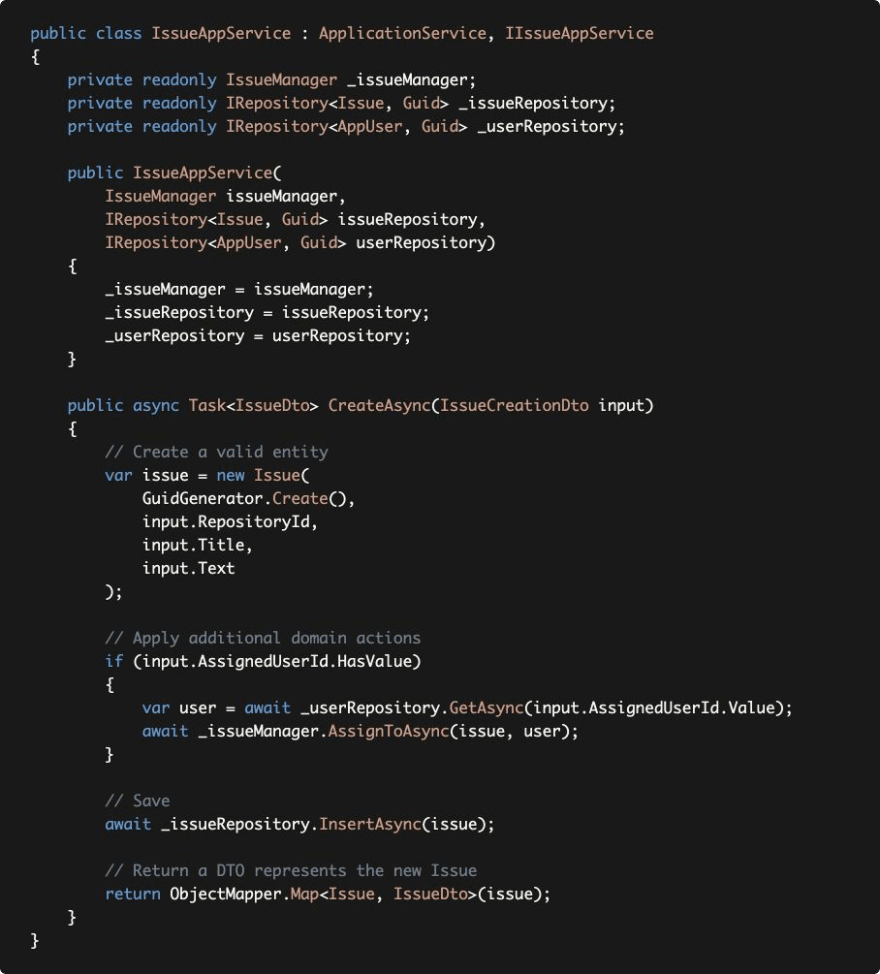 public class IssueAppService : ApplicationService, IIssueAppService
{
    private readonly IssueManager _issueManager;
    private readonly IRepository<Issue, Guid> _issueRepository;
    private readonly IRepository<AppUser, Guid> _userRepository;

    public IssueAppService(
        IssueManager issueManager,
        IRepository<Issue, Guid> issueRepository,
        IRepository<AppUser, Guid> userRepository)
    {
        _issueManager = issueManager;
        _issueRepository = issueRepository;
        _userRepository = userRepository;
    }

    public async Task<IssueDto> CreateAsync(IssueCreationDto input)
    {
        // Create a valid entity
        var issue = new Issue(
            GuidGenerator.Create(),
            input.RepositoryId,
            input.Title,
            input.Text
        );

        // Apply additional domain actions
        if (input.AssignedUserId.HasValue)
        {
            var user = await _userRepository.GetAsync(input.AssignedUserId.Value);
            await _issueManager.AssignToAsync(issue, user);
        }

        // Save
        await _issueRepository.InsertAsync(issue);

        // Return a DTO represents the new Issue
        return ObjectMapper.Map<Issue, IssueDto>(issue);
    }
}